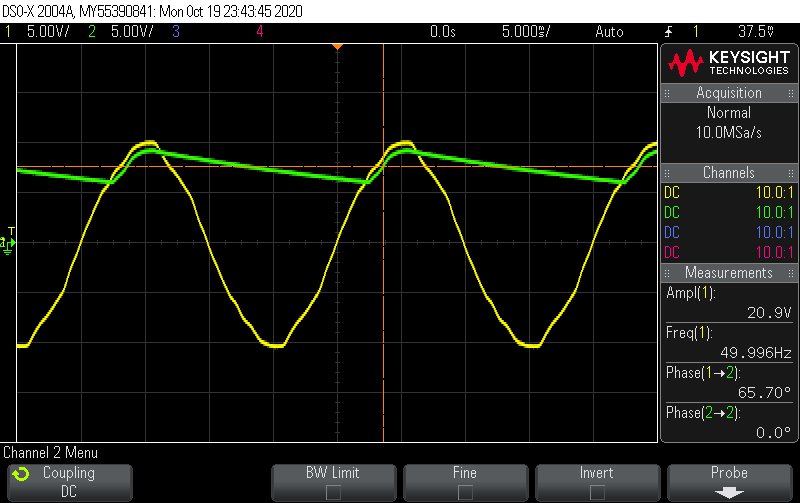 DSO-X 2004A, MY55390841: Mon Oct 19 23:43:45 2020
1 5.00V/ 2 5.00V/ 3 4 0.0s 5.000s/ Auto 1 37.5V
KEYSIGHT
TECHNOLOGIES
Acquisition
Normal
10.0MSa/s
Channels
DC 10.0:1
DC 10.0:1
DC 10.0:1
DC 10.0:1
Measurements
Ampl(1):
20.9V
Freq(1):
49.996Hz
Phase(1→2):
65.70°
Phase(2→2):
0.0°
T
2
Channel 2 Menu
Coupling
DC
BW Limit
Fine
Invert
Probe